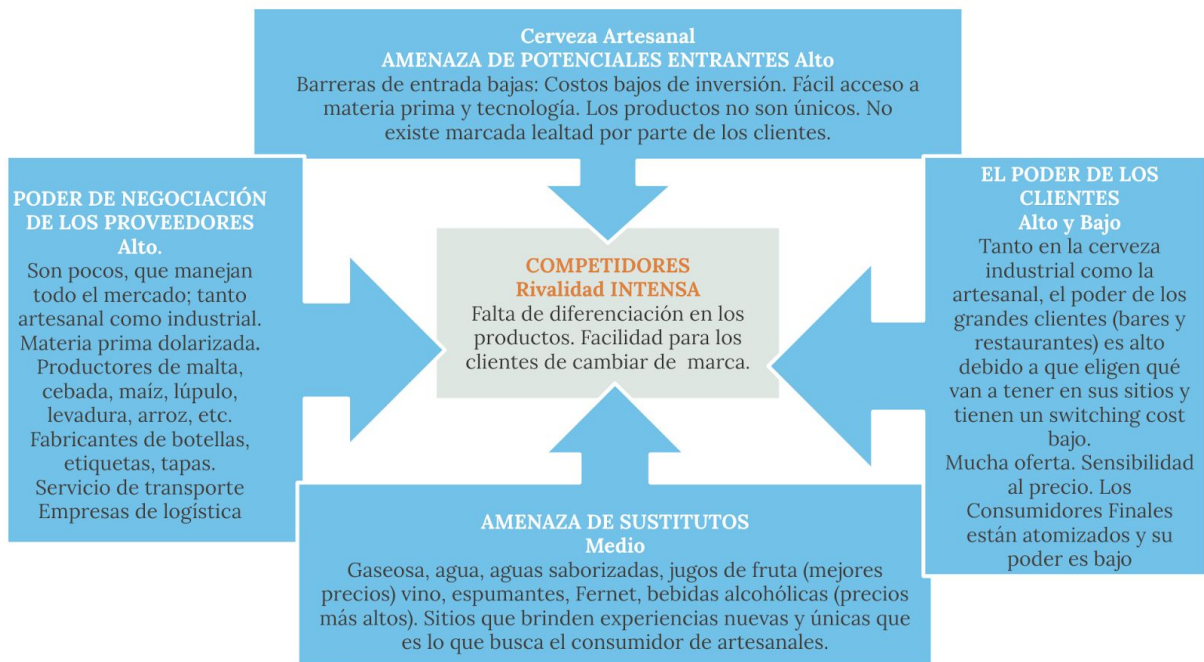 Cerveza Artesanal
AMENAZA DE POTENCIALES ENTRANTES Alto
Barreras de entrada bajas: Costos bajos de inversión. Fácil acceso a
materia prima y tecnología. Los productos no son únicos. No
existe marcada lealtad por parte de los clientes.
PODER DE NEGOCIACIÓN
DE LOS PROVEEDORES
Alto.
Son pocos, que manejan
todo el mercado; tanto
artesanal como industrial.
Materia prima dolarizada.
Productores de malta,
cebada, maíz, lúpulo,
levadura, arroz, etc.
Fabricantes de botellas,
etiquetas, tapas.
Servicio de transporte
Empresas de logística
COMPETIDORES
Rivalidad INTENSA
Falta de diferenciación en los
productos. Facilidad para los
clientes de cambiar de marca.
EL PODER DE LOS
CLIENTES
Alto y Bajo
Tanto en la cerveza
industrial como la
artesanal, el poder de los
grandes clientes (bares y
restaurantes) es alto
debido a que eligen qué
van a tener en sus sitios y
tienen un switching cost
bajo.
Mucha oferta. Sensibilidad
al precio. Los
Consumidores Finales
están atomizados y su
poder es bajo
AMENAZA DE SUSTITUTOS
Medio
Gaseosa, agua, aguas saborizadas, jugos de fruta (mejores
precios) vino, espumantes, Fernet, bebidas alcohólicas (precios
más altos). Sitios que brinden experiencias nuevas y únicas que
es lo que busca el consumidor de artesanales.